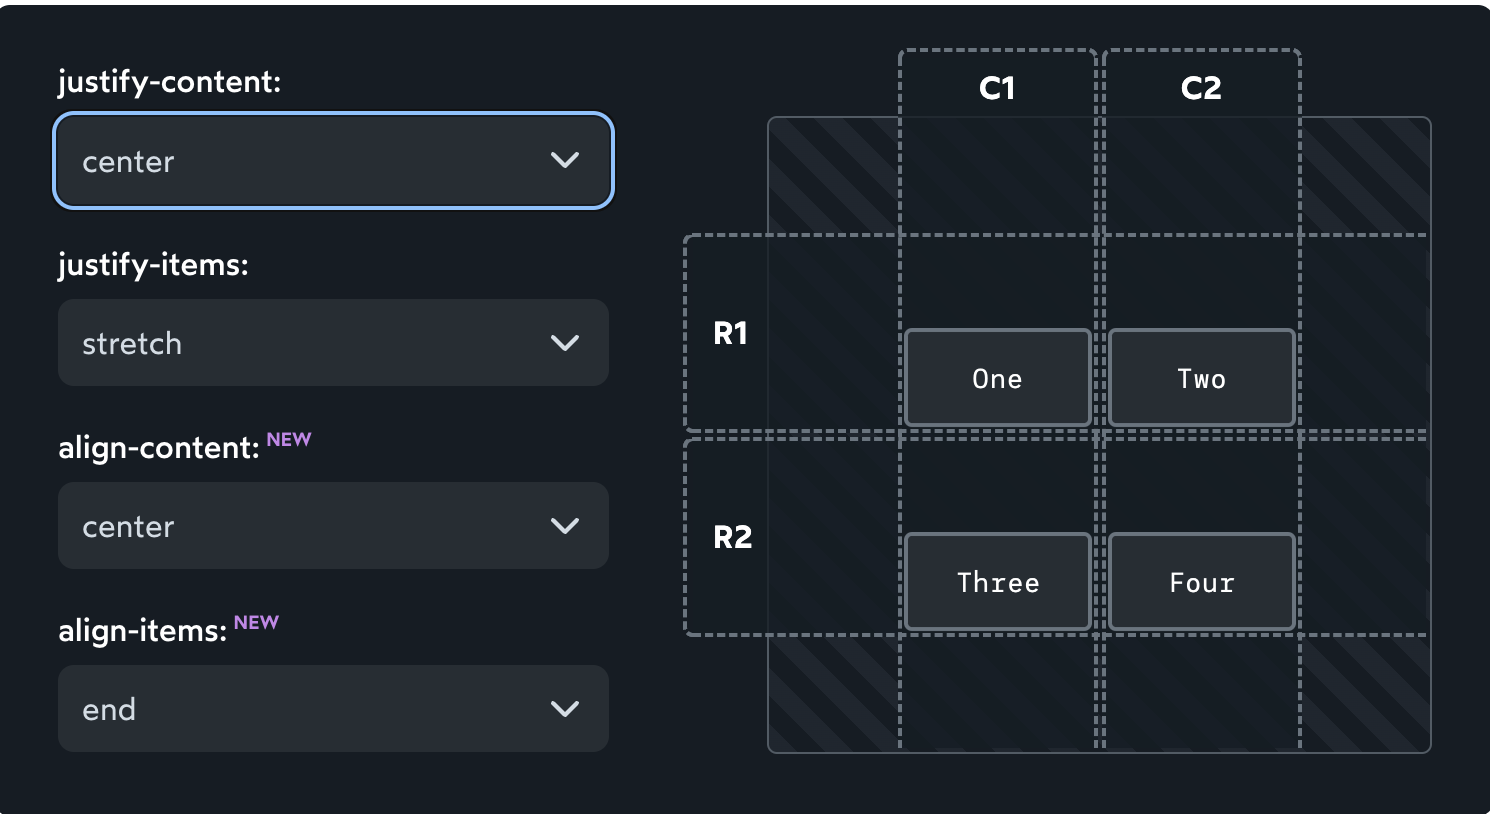 justify-content:
center
justify-items:
stretch
align-content: NEW
center
align-items: NEW
end
C1 C2
R1
One Two
R2
Three Four